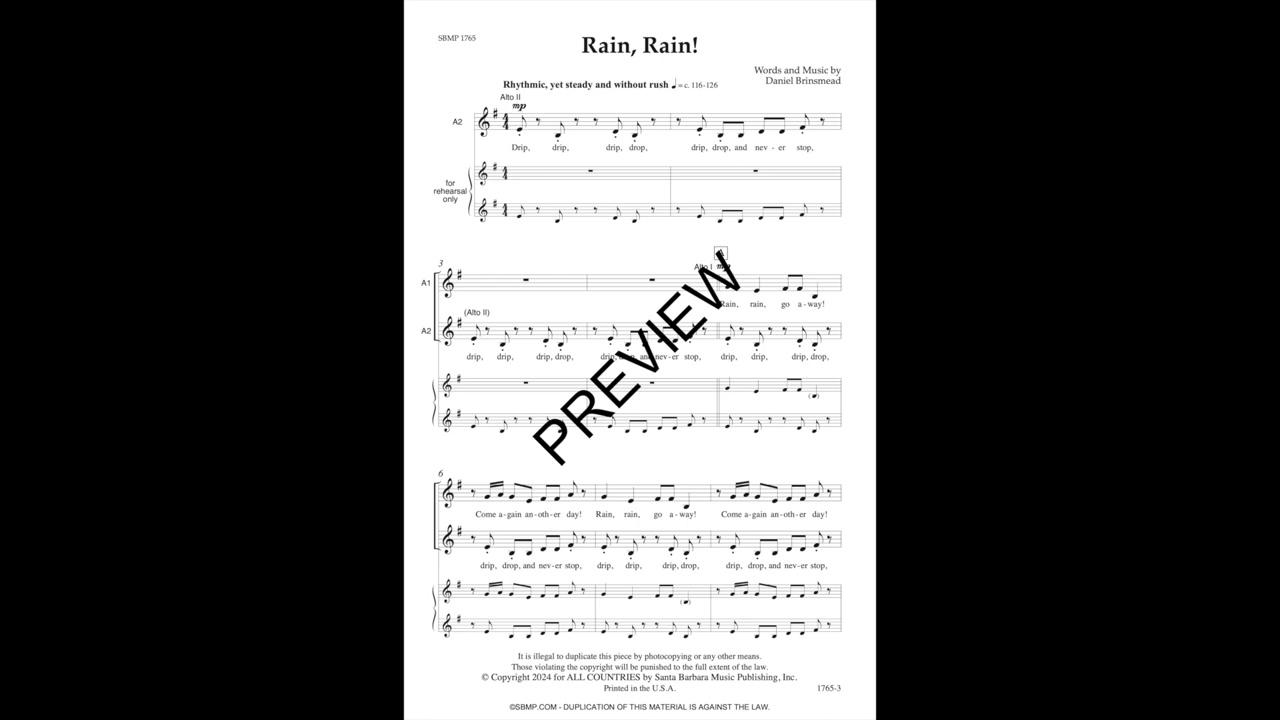 SBMP 1765
Rain, Rain!
Words and Music by
Daniel Brinsmead
Rhythmic, yet steady and without rush ♩ = c. 116-126
Alto II
mp
A2
Drip, drip, drip, drop, drip, drop, and nev - er stop,
for
rehearsal
only
3
Alto I mp
A1
Rain, rain, go a-way!
(Alto II)
A2
drip, drip, drip, drop, drip, drop, and nev-er stop, drip, drip, drip, drop,
PREVIEW
6
Come a-gain an-oth-er day! Rain, rain, go a-way! Come a-gain an-oth-er day!
drip, drop, and nev-er stop, drip, drip, drip, drop, drip, drop, and nev-er stop,
It is illegal to duplicate this piece by photocopying or any other means.
Those violating the copyright will be punished to the full extent of the law.
© Copyright 2024 for ALL COUNTRIES by Santa Barbara Music Publishing, Inc.
Printed in the U.S.A.
1765-3
©SBMP.COM - DUPLICATION OF THIS MATERIAL IS AGAINST THE LAW.